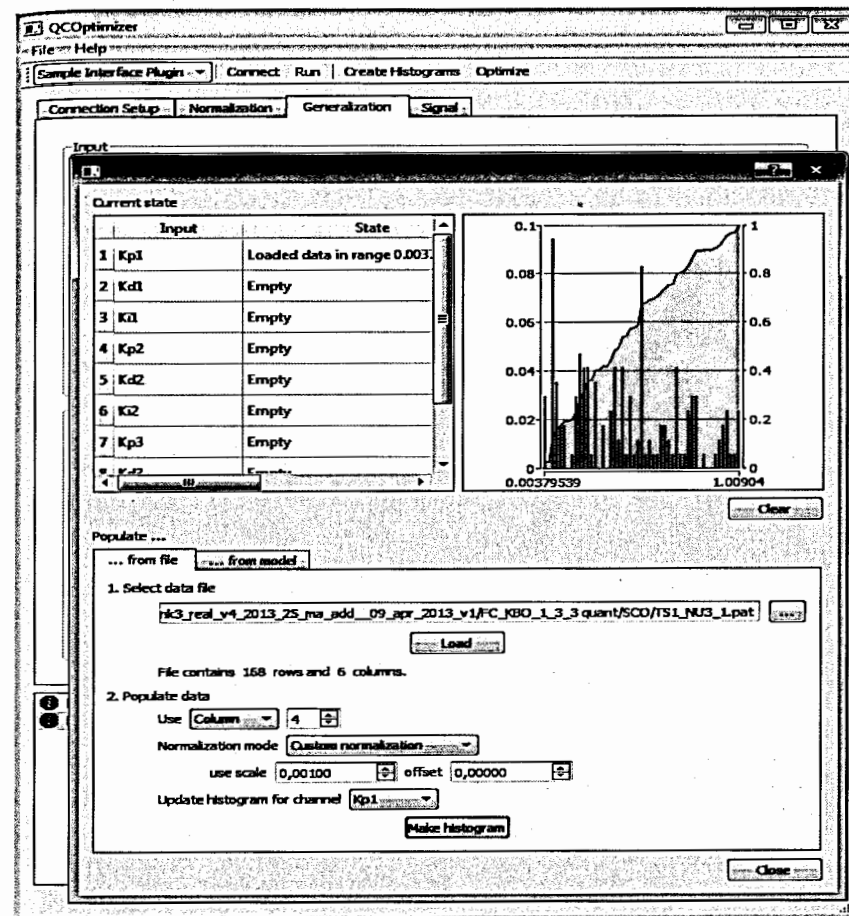 QCOptimizer
File Help
Sample Interface Plugin Connect Run Create Histograms Optimize
Connection Setup Normalization Generalization Signal
Input
? ×
Current state
Input State
1 Kp1 Loaded data in range 0.003
2 Kd1 Empty
3 Ki1 Empty
4 Kp2 Empty
5 Kd2 Empty
6 Ki2 Empty
7 Kp3 Empty
0.1 1
0.08 0.8
0.06 0.6
0.04 0.4
0.02 0.2
0 0
0.00379539 1.00904
Clear
Populate ...
... from file ... from model
1. Select data file
nk3_real_v4_2013_25_ma_add__09_apr_2013_v1/FC_KBO_1_3_3 quant/SCO/TS1_NU3_1.pat ...
Load
File contains 168 rows and 6 columns.
2. Populate data
Use Column 4
Normalization mode Custom normalization
use scale 0,00100 offset 0,00000
Update histogram for channel Kp1
Make histogram
Close